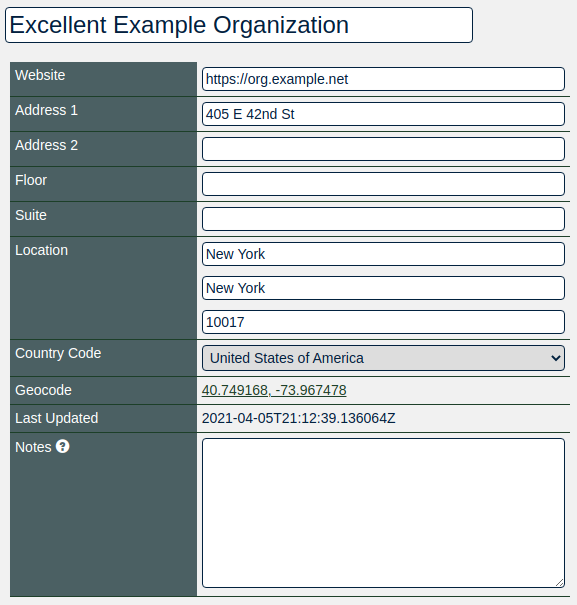 Excellent Example Organization
Website https://org.example.net
Address 1 405 E 42nd St
Address 2
Floor
Suite
Location New York
New York
10017
Country Code United States of America
Geocode 40.749168, -73.967478
Last Updated 2021-04-05T21:12:39.136064Z
Notes ?